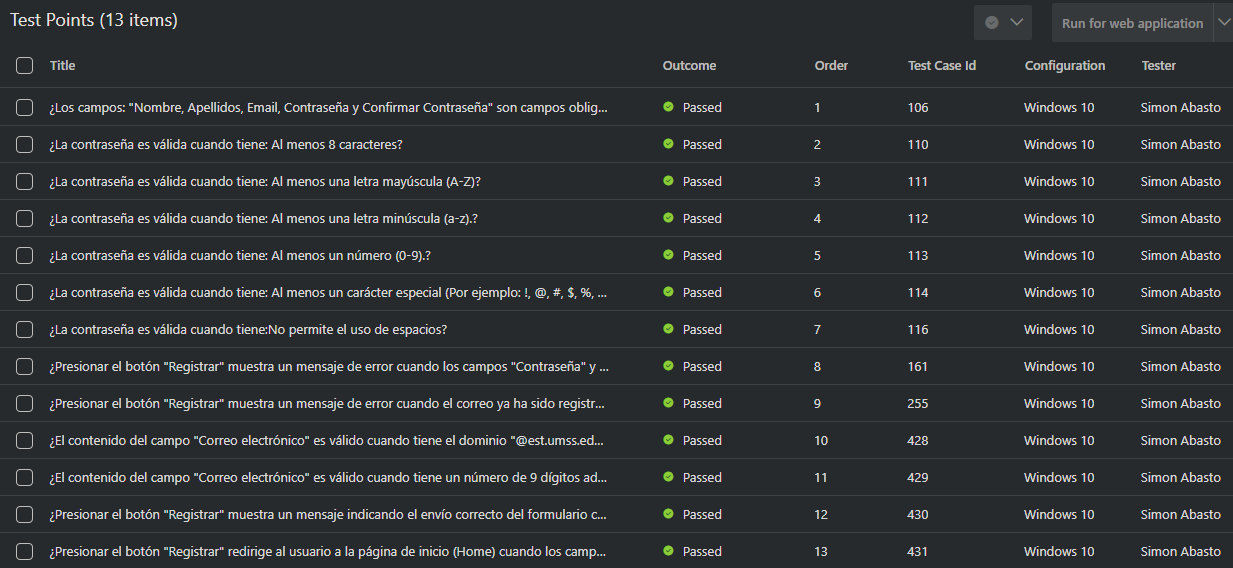 Test Points (13 items)
Run for web application
Title Outcome Order Test Case Id Configuration Tester
¿Los campos: "Nombre, Apellidos, Email, Contraseña y Confirmar Contraseña" son campos oblig... Passed 1 106 Windows 10 Simon Abasto
¿La contraseña es válida cuando tiene: Al menos 8 caracteres? Passed 2 110 Windows 10 Simon Abasto
¿La contraseña es válida cuando tiene: Al menos una letra mayúscula (A-Z)? Passed 3 111 Windows 10 Simon Abasto
¿La contraseña es válida cuando tiene: Al menos una letra minúscula (a-z).? Passed 4 112 Windows 10 Simon Abasto
¿La contraseña es válida cuando tiene: Al menos un número (0-9).? Passed 5 113 Windows 10 Simon Abasto
¿La contraseña es válida cuando tiene: Al menos un carácter especial (Por ejemplo: !, @, #, $, %, ... Passed 6 114 Windows 10 Simon Abasto
¿La contraseña es válida cuando tiene:No permite el uso de espacios? Passed 7 116 Windows 10 Simon Abasto
¿Presionar el botón "Registrar" muestra un mensaje de error cuando los campos "Contraseña" y ... Passed 8 161 Windows 10 Simon Abasto
¿Presionar el botón "Registrar" muestra un mensaje de error cuando el correo ya ha sido registr... Passed 9 255 Windows 10 Simon Abasto
¿El contenido del campo "Correo electrónico" es válido cuando tiene el dominio "@est.umss.ed... Passed 10 428 Windows 10 Simon Abasto
¿El contenido del campo "Correo electrónico" es válido cuando tiene un número de 9 dígitos ad... Passed 11 429 Windows 10 Simon Abasto
¿Presionar el botón "Registrar" muestra un mensaje indicando el envío correcto del formulario c... Passed 12 430 Windows 10 Simon Abasto
¿Presionar el botón "Registrar" redirige al usuario a la página de inicio (Home) cuando los camp... Passed 13 431 Windows 10 Simon Abasto